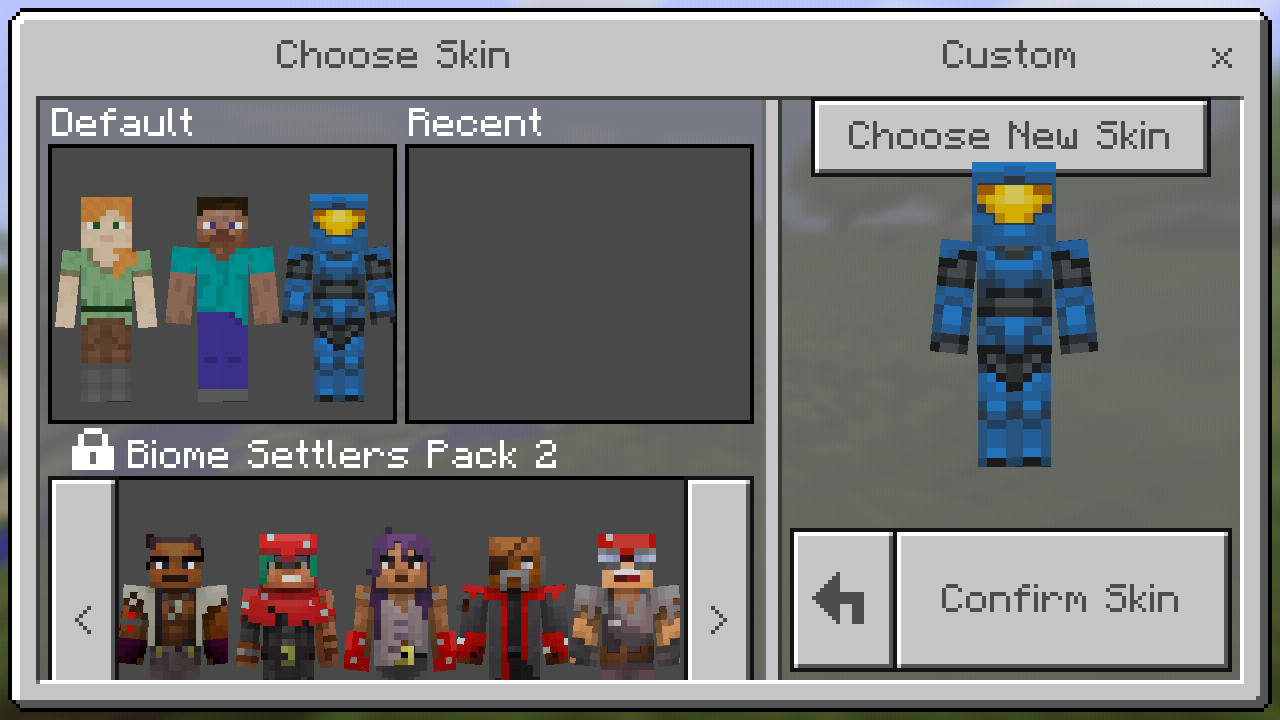 Choose Skin
Custom
x
Default
Recent
Choose New Skin
Biome Settlers Pack 2
Confirm Skin